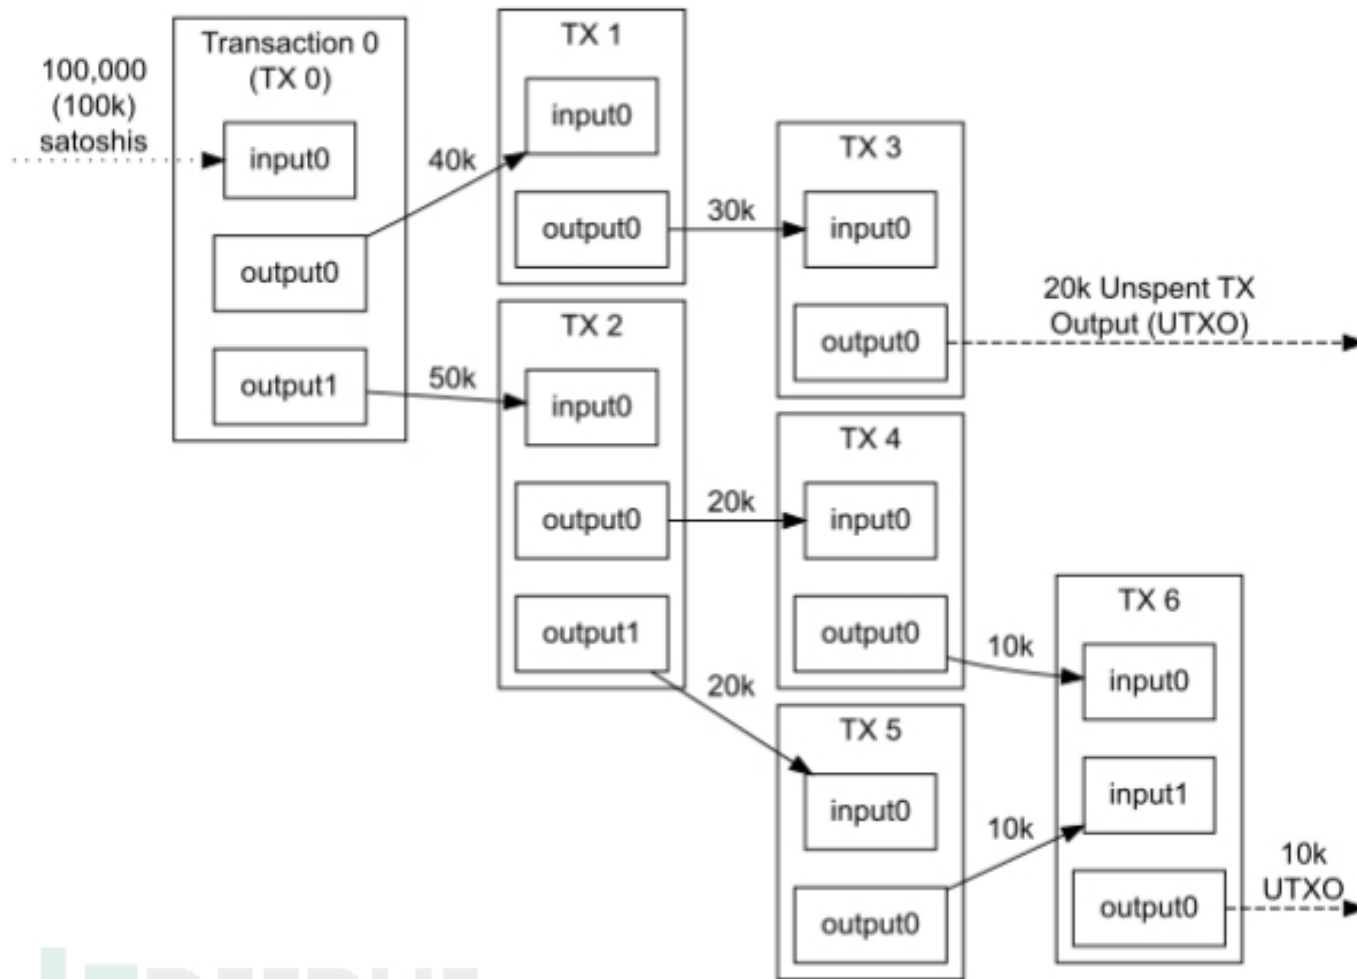 100,000
(100k)
satoshis
Transaction 0
(TX 0)
input0
output0
output1
40k
50k
TX 1
input0
output0
30k
TX 2
input0
output0
output1
20k
20k
TX 3
input0
output0
20k Unspent TX
Output (UTXO)
TX 4
input0
output0
10k
TX 5
input0
output0
10k
TX 6
input0
input1
output0
10k
UTXO